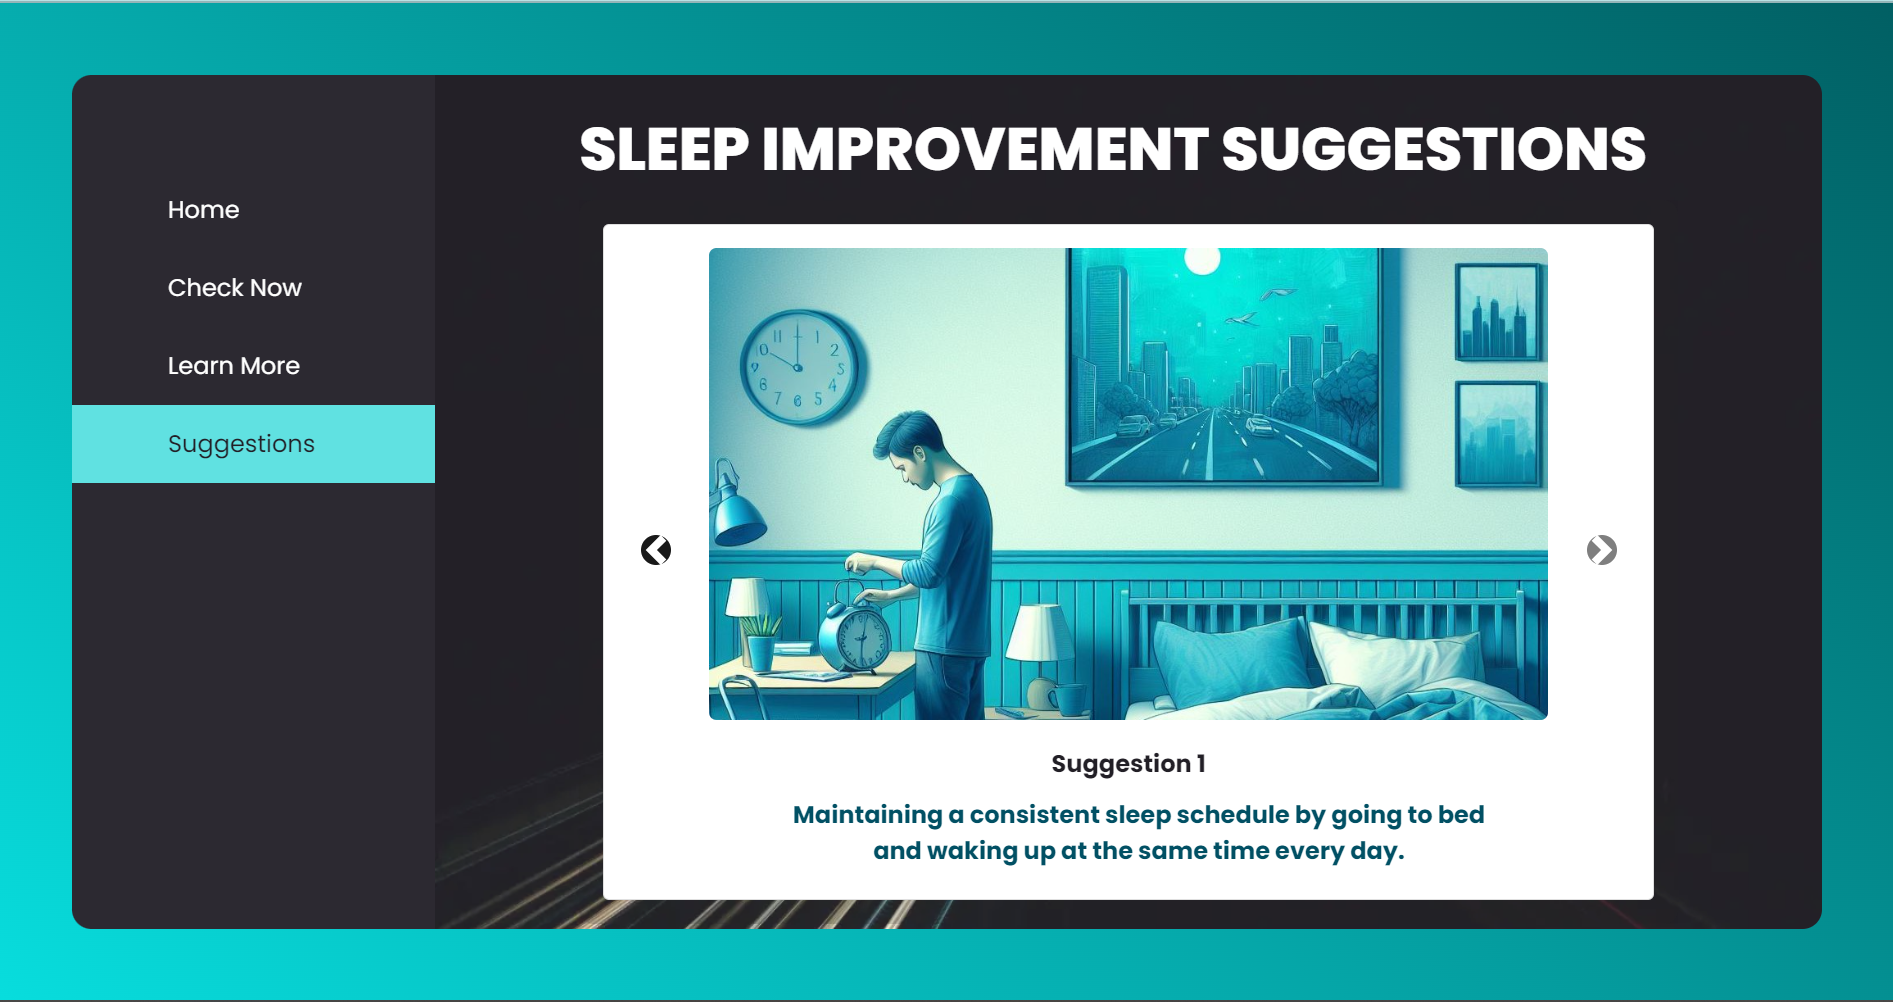 SLEEP IMPROVEMENT SUGGESTIONS
Home
Check Now
Learn More
Suggestions
Suggestion 1
Maintaining a consistent sleep schedule by going to bed
and waking up at the same time every day.